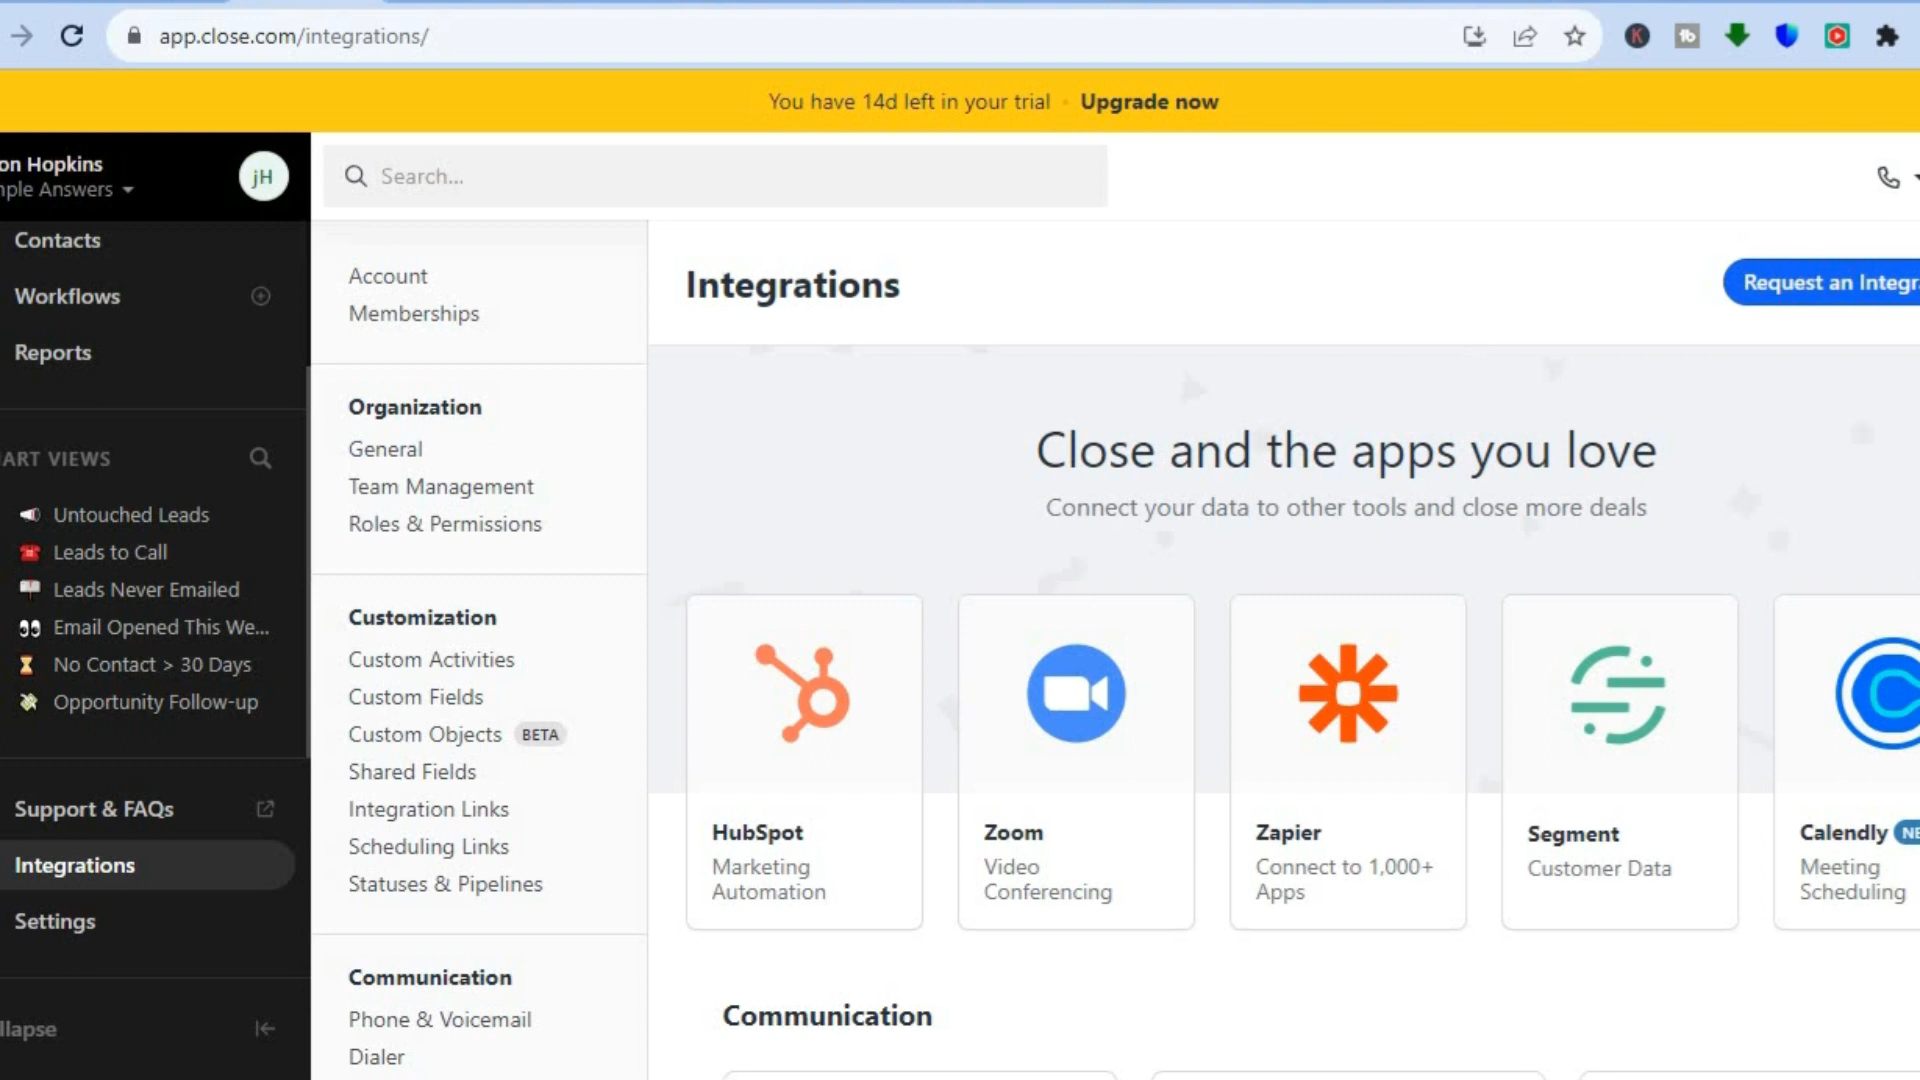 app.close.com/integrations/
You have 14d left in your trial · Upgrade now
on Hopkins
jH
ple Answers
Search...
Contacts
Workflows
Reports
ART VIEWS
Untouched Leads
Leads to Call
Leads Never Emailed
Email Opened This We...
No Contact > 30 Days
Opportunity Follow-up
Support & FAQs
Integrations
Settings
llapse
Account
Memberships
Organization
General
Team Management
Roles & Permissions
Customization
Custom Activities
Custom Fields
Custom Objects BETA
Shared Fields
Integration Links
Scheduling Links
Statuses & Pipelines
Communication
Phone & Voicemail
Dialer
Integrations
Request an Integr
Close and the apps you love
Connect your data to other tools and close more deals
HubSpot
Marketing
Automation
Zoom
Video
Conferencing
Zapier
Connect to 1,000+
Apps
Segment
Customer Data
Calendly NE
Meeting
Scheduling
Communication